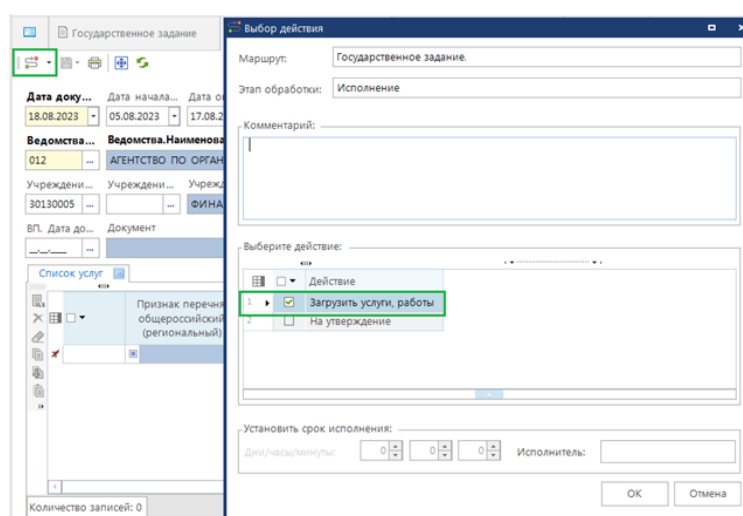 Государственное задание
Дата доку... Дата начала... Дата о
18.08.2023 05.08.2023 17.08.2
Ведомства... Ведомства.Наименова
012 ... АГЕНТСТВО ПО ОРГАН
Учреждени... Учреждени... Учрежд
30130005 ... ... ФИНА
ВП. Дата до... Документ
__.__.____ ...
Список услуг
Признак перечня
общероссийский
(региональный)
Количество записей: 0
Выбор действия
Маршрут: Государственное задание.
Этап обработки: Исполнение
Комментарий:
Выберите действие:
Действие
1 Загрузить услуги, работы
2 На утверждение
Установить срок исполнения:
Дни/часы/минуты: 0 0 0 Исполнитель:
ОК Отмена